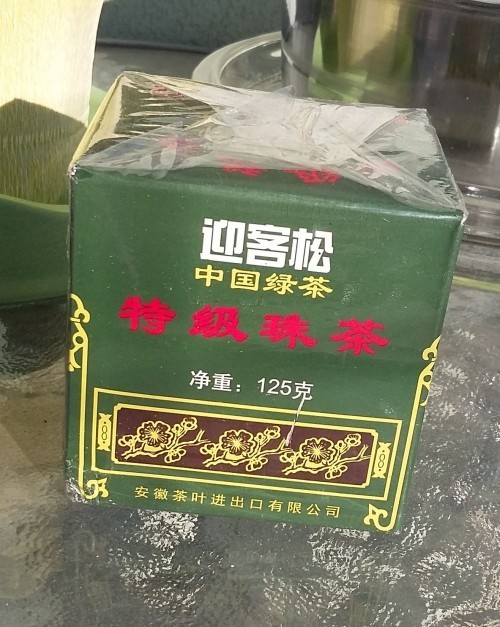 迎客松
中国绿茶
特级珠茶
净重：125克
安徽茶叶进出口有限公司